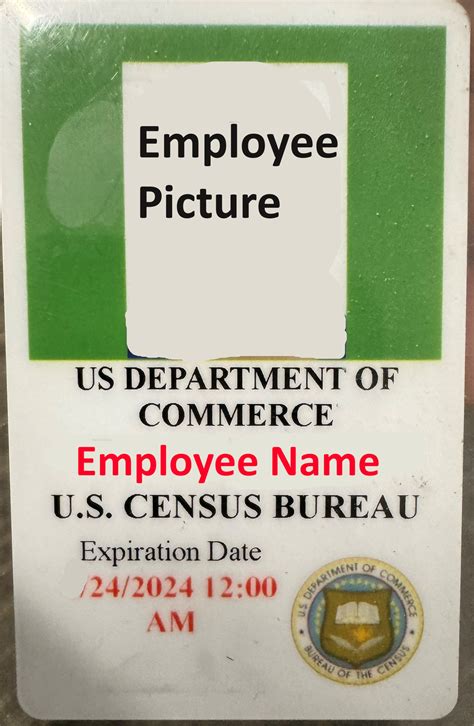 Employee
Picture
US DEPARTMENT OF
COMMERCE
Employee Name
U.S. CENSUS BUREAU
Expiration Date
/24/2024 12:00
AM
U.S. DEPARTMENT OF COMMERCE
BUREAU OF THE CENSUS